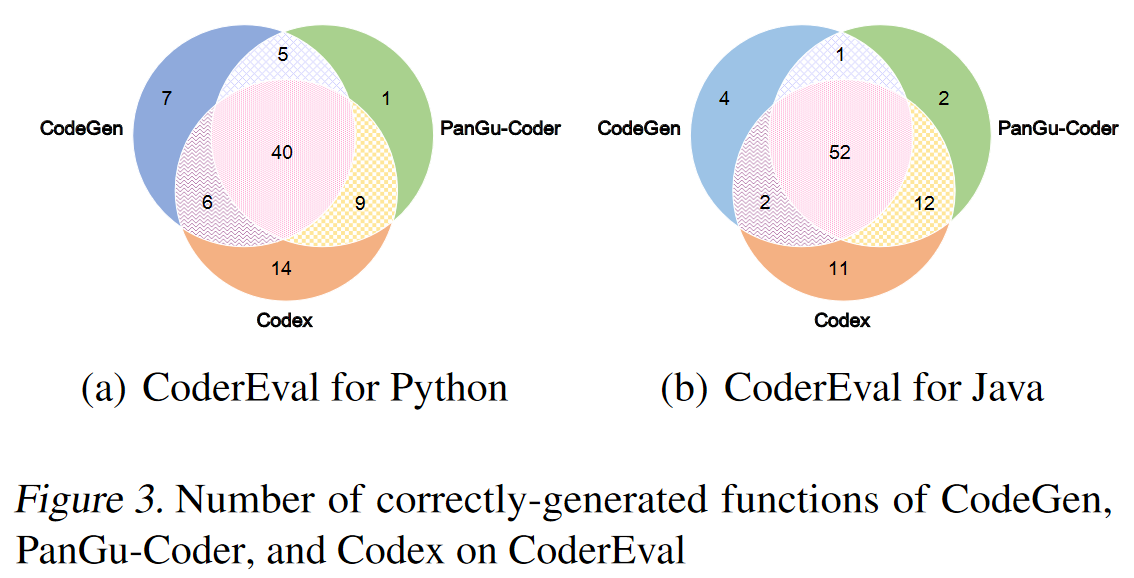 5
7
1
CodeGen
PanGu-Coder
40
6
9
14
Codex
(a) CoderEval for Python
1
4
2
CodeGen
PanGu-Coder
52
2
12
11
Codex
(b) CoderEval for Java
Figure 3. Number of correctly-generated functions of CodeGen,
PanGu-Coder, and Codex on CoderEval